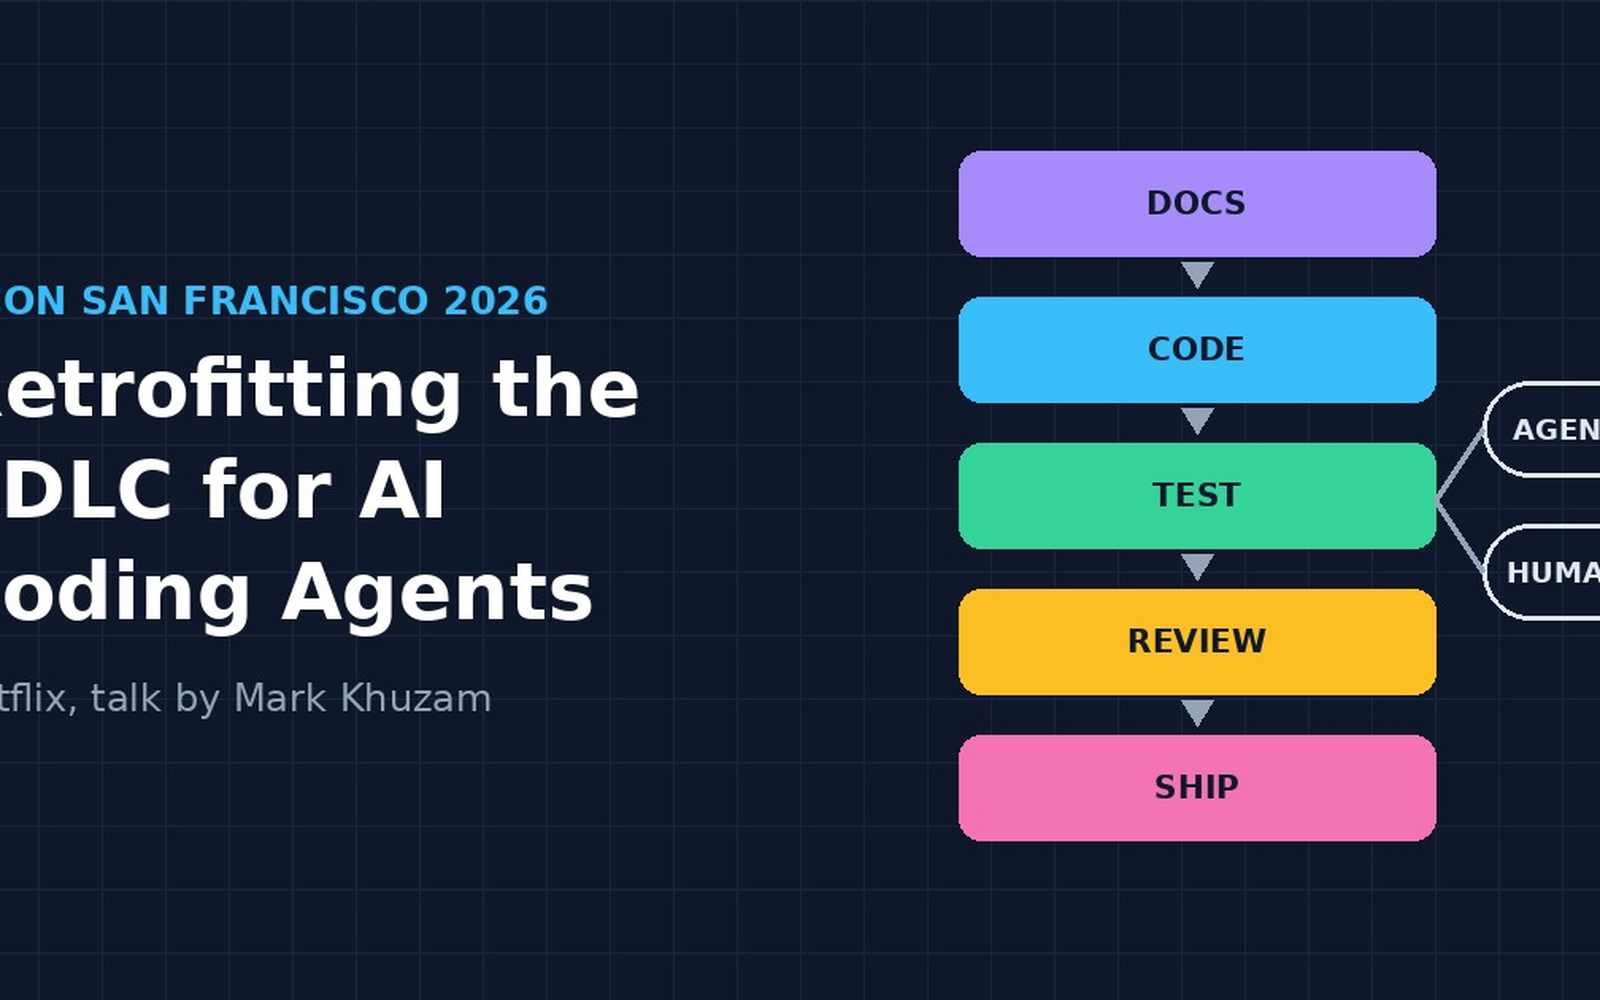 ON SAN FRANCISCO 2026
etrofitting the
DLC for AI
oding Agents
tflix, talk by Mark Khuzam
DOCS
CODE
TEST
REVIEW
SHIP
AGEN
HUMA